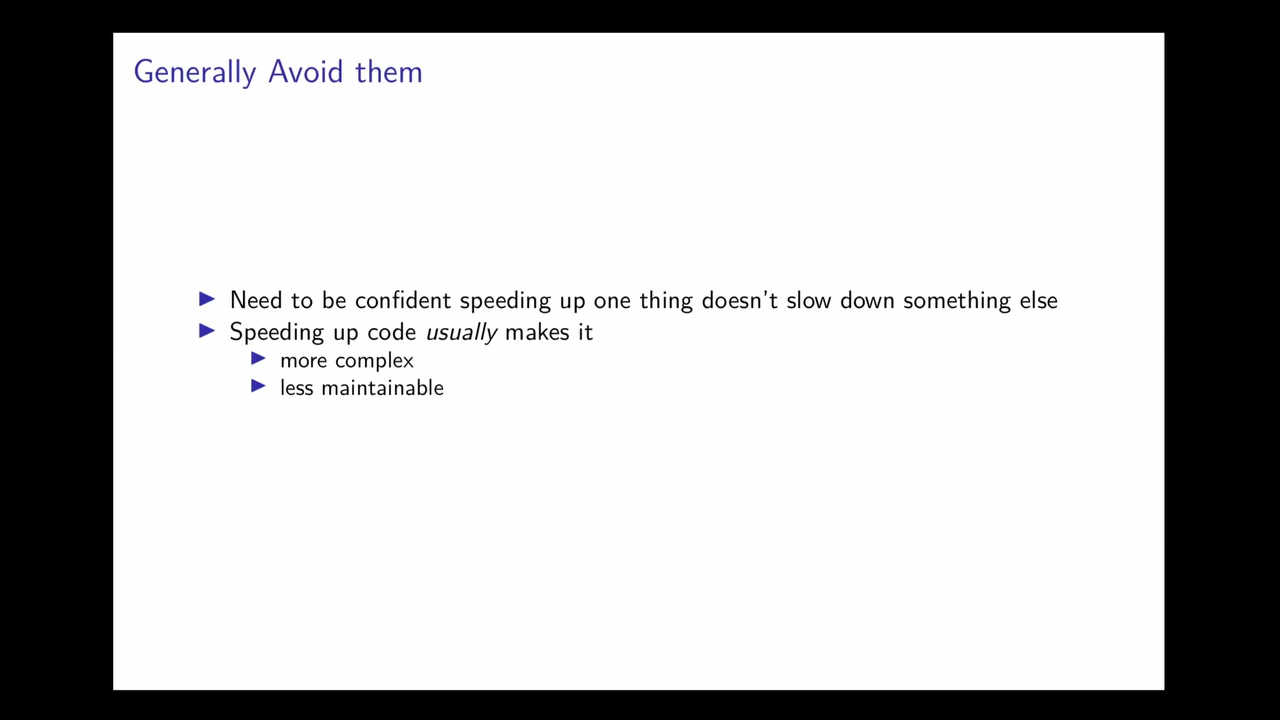 Generally Avoid them
▶ Need to be confident speeding up one thing doesn't slow down something else
▶ Speeding up code usually makes it
▶ more complex
▶ less maintainable